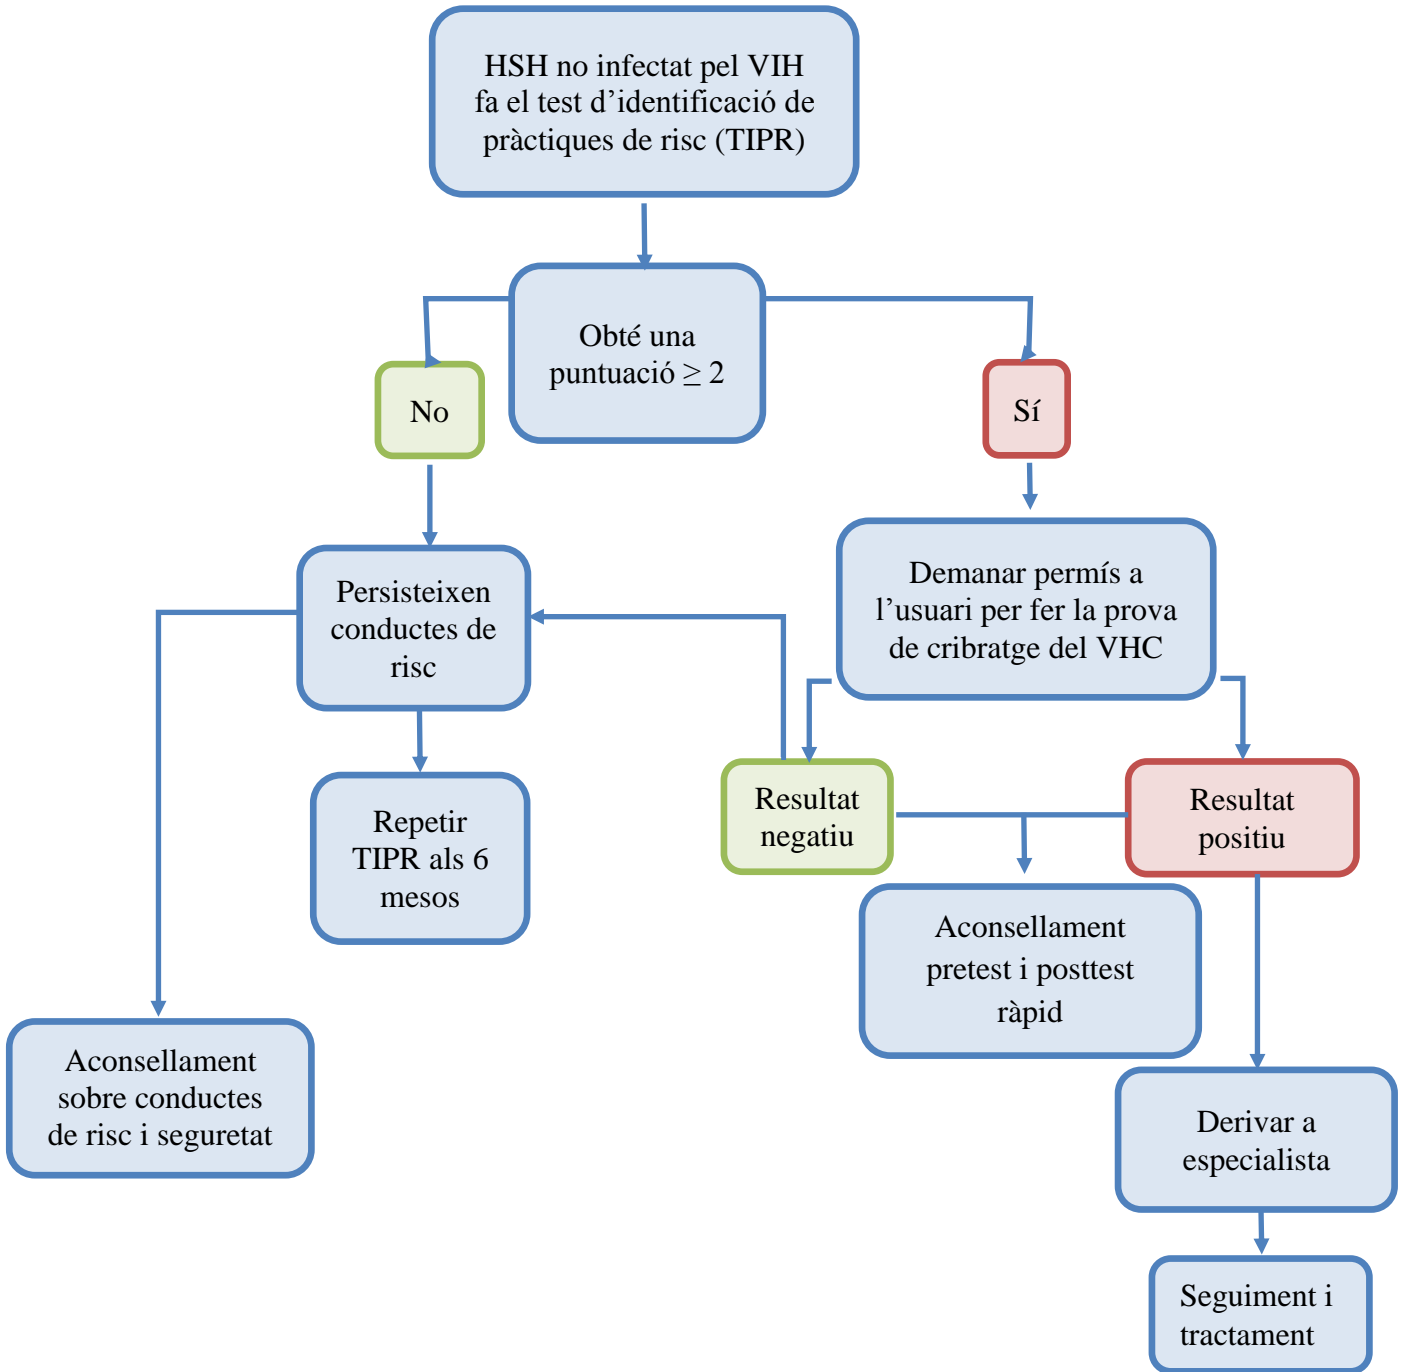 HSH no infectat pel VIH
fa el test d’identificació de
pràctiques de risc (TIPR)
Obté una
puntuació ≥ 2
No
Sí
Persisteixen
conductes de
risc
Demanar permís a
l’usuari per fer la prova
de cribratge del VHC
Repetir
TIPR als 6
mesos
Resultat
negatiu
Resultat
positiu
Aconsellament
pretest i posttest
ràpid
Aconsellament
sobre conductes
de risc i seguretat
Derivar a
especialista
Seguiment i
tractament